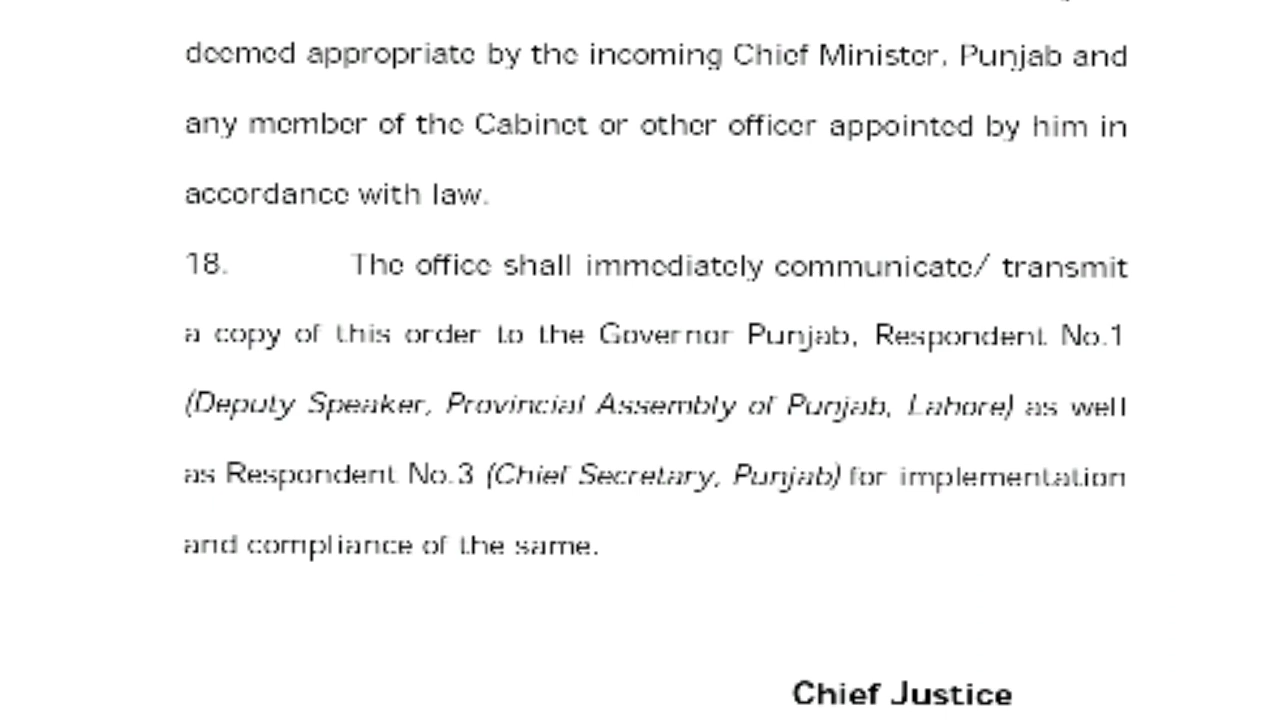 deemed appropriate by the incoming Chief Minister, Punjab and
any member of the Cabinet or other officer appointed by him in
accordance with law.
18. The office shall immediately communicate/ transmit
a copy of this order to the Governor Punjab, Respondent No.1
(Deputy Speaker, Provincial Assembly of Punjab, Lahore) as well
as Respondent No.3 (Chief Secretary, Punjab) for implementation
and compliance of the same.
Chief Justice